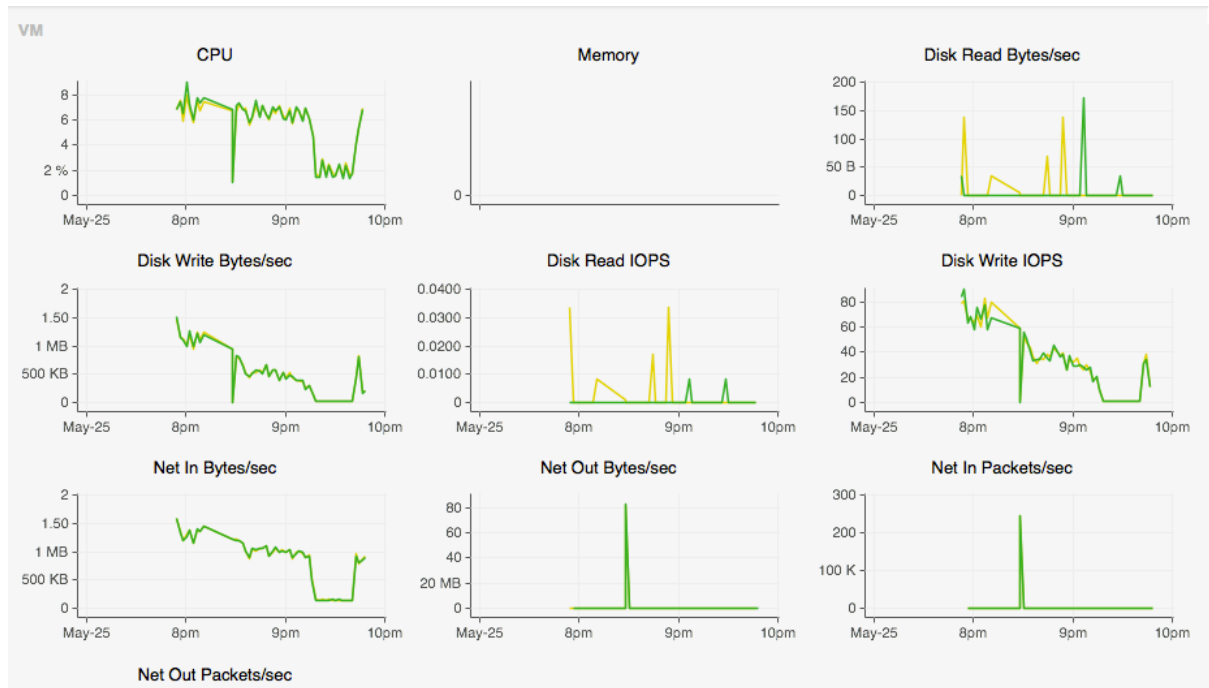 VM
CPU
8
6
4
2 %
0
May-25 8pm 9pm 10pm
Memory
0
Disk Read Bytes/sec
200
150
100
50 B
0
May-25 8pm 9pm 10pm
Disk Write Bytes/sec
2
1.50
1 MB
500 KB
0
May-25 8pm 9pm 10pm
Disk Read IOPS
0.0400
0.0300
0.0200
0.0100
0
May-25 8pm 9pm 10pm
Disk Write IOPS
80
60
40
20
0
May-25 8pm 9pm 10pm
Net In Bytes/sec
2
1.50
1 MB
500 KB
0
May-25 8pm 9pm 10pm
Net Out Bytes/sec
80
60
40
20 MB
0
May-25 8pm 9pm 10pm
Net In Packets/sec
300
200
100 K
0
May-25 8pm 9pm 10pm
Net Out Packets/sec